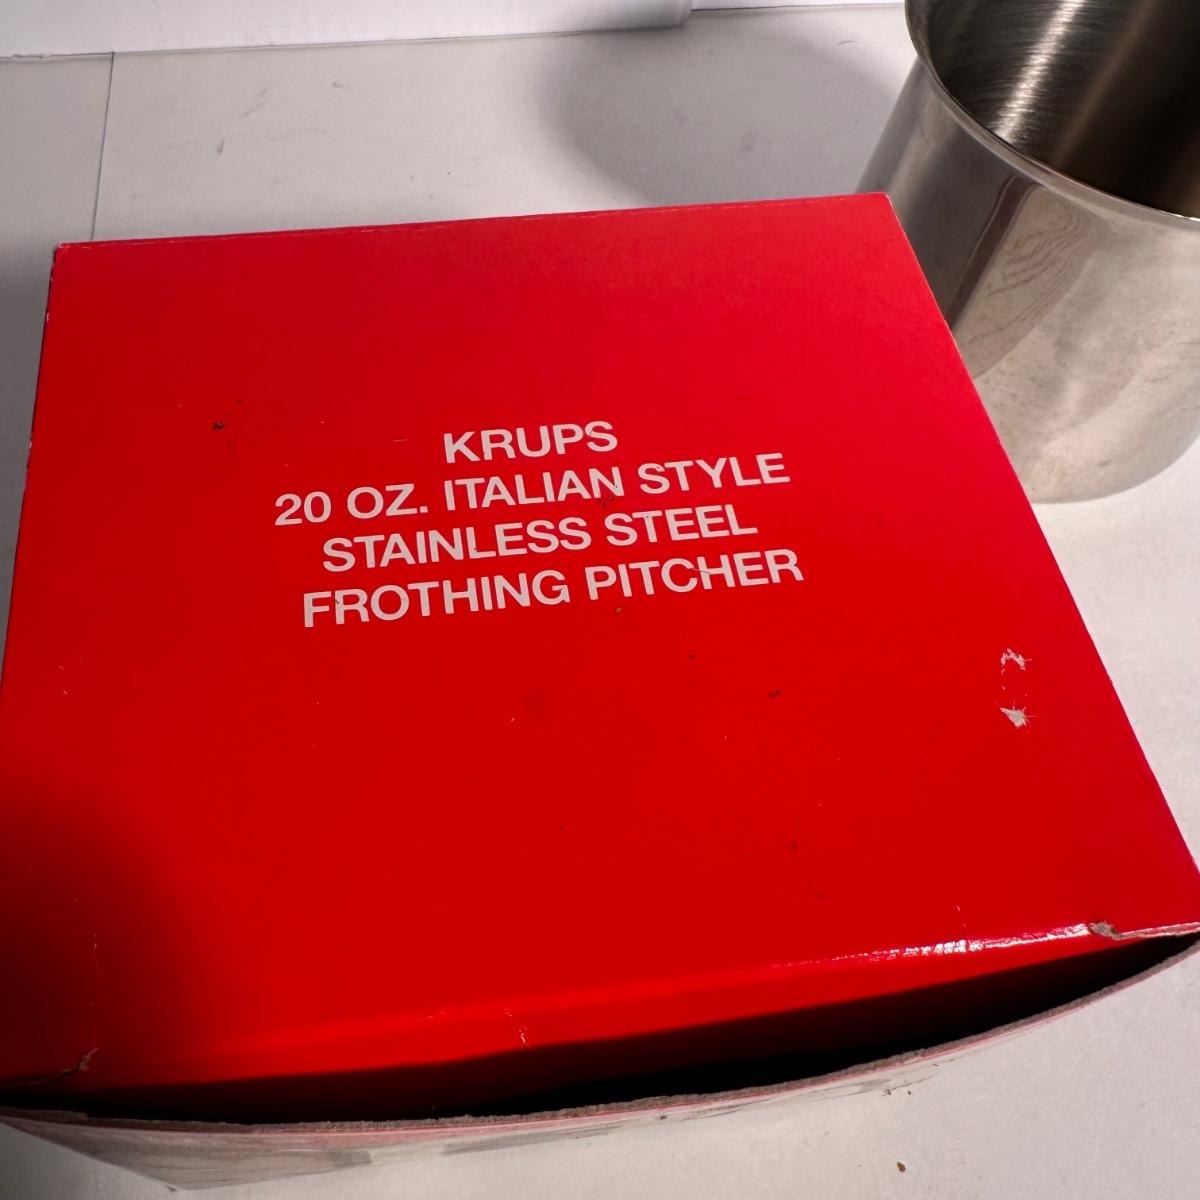 KRUPS
20 OZ. ITALIAN STYLE
STAINLESS STEEL
FROTHING PITCHER